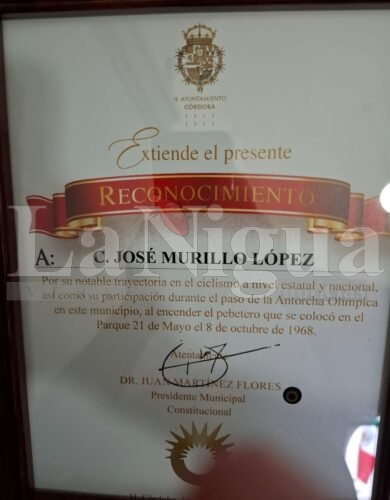 H. AYUNTAMIENTO
CÓRDOBA
Extiende el presente
RECONOCIMIENTO
LaNigua
A: C. JOSÉ MURILLO LÓPEZ
Por su notable trayectoria en el ciclismo a nivel estatal y nacional,
así como su participación durante el paso de la Antorcha Olímpica
en este municipio, al encender el pebetero que se colocó en el
Parque 21 de Mayo el 8 de octubre de 1968.
DR. JUAN MARTÍNEZ FLORES
Presidente Municipal
Constitucional